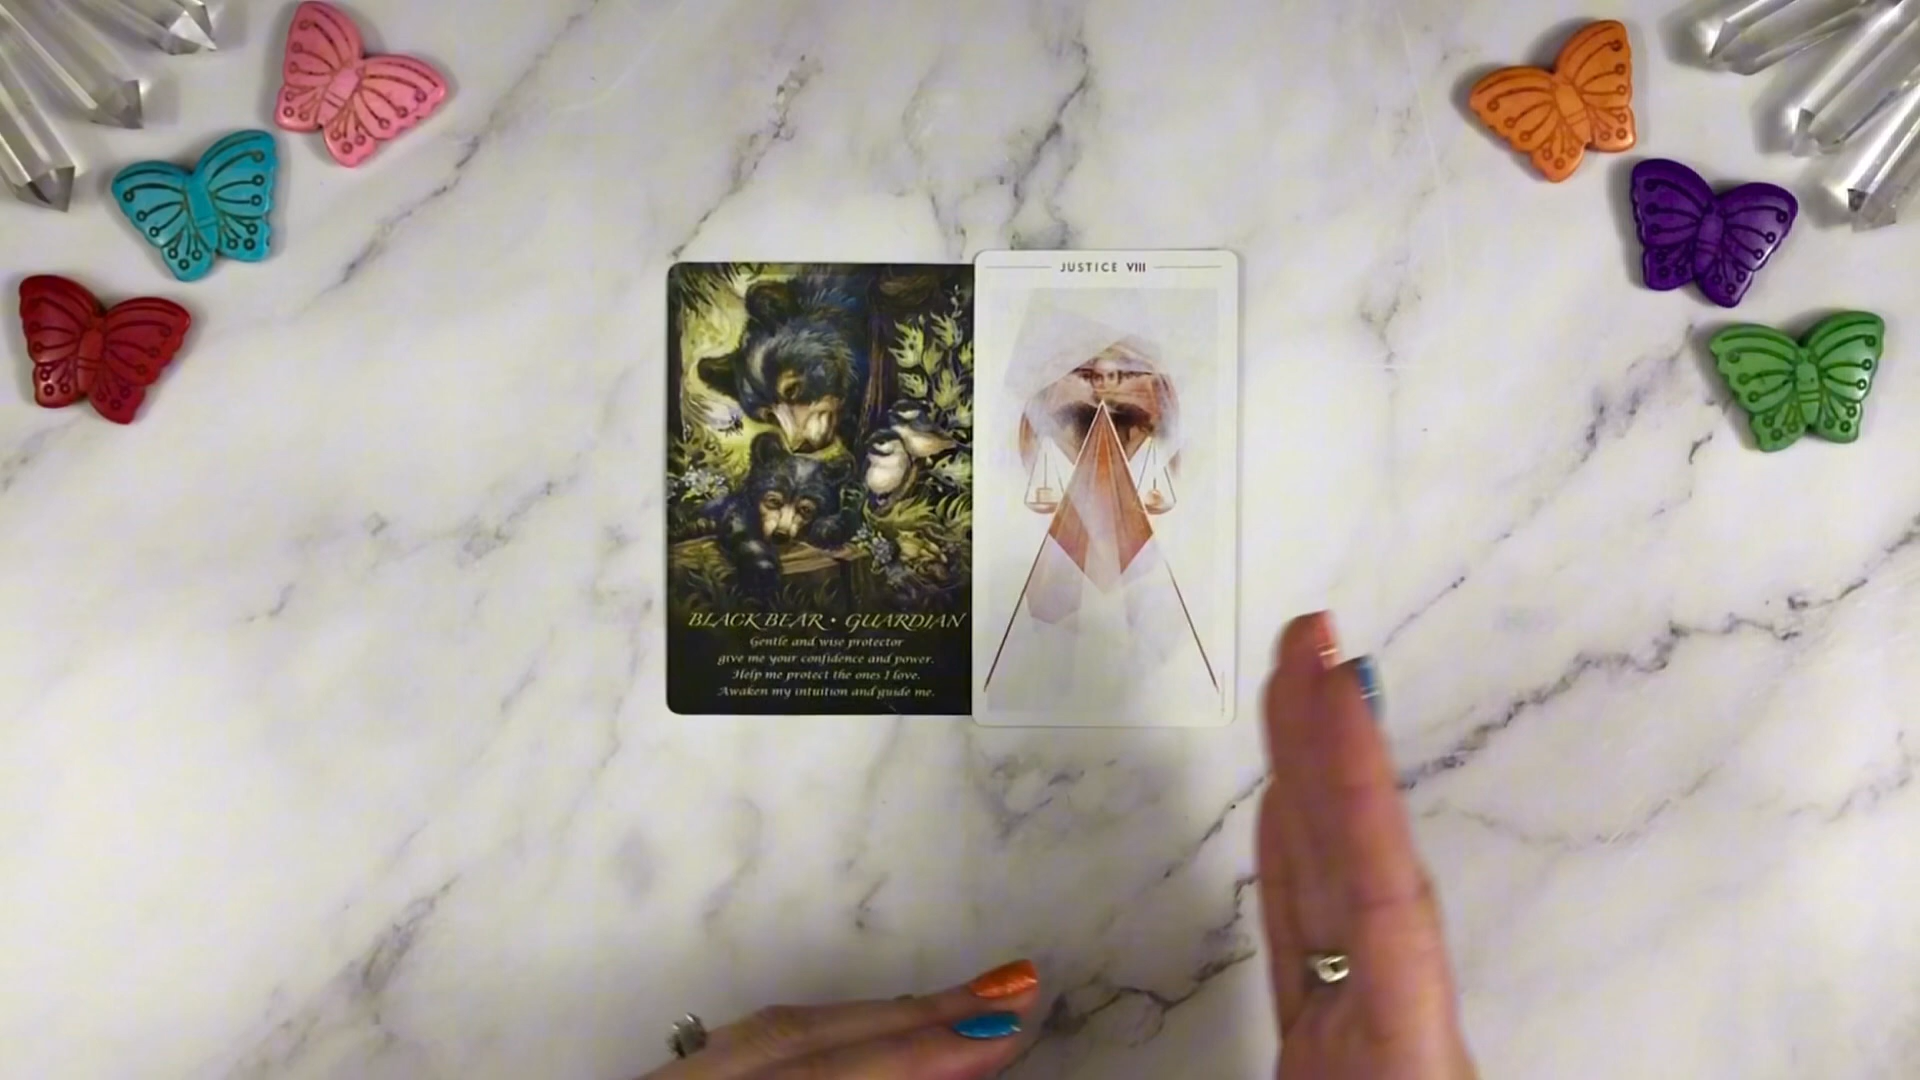 JUSTICE VIII
BLACK BEAR • GUARDIAN
Gentle and wise protector
give me your confidence and power.
Help me protect the ones I love.
Awaken my intuition and guide me.